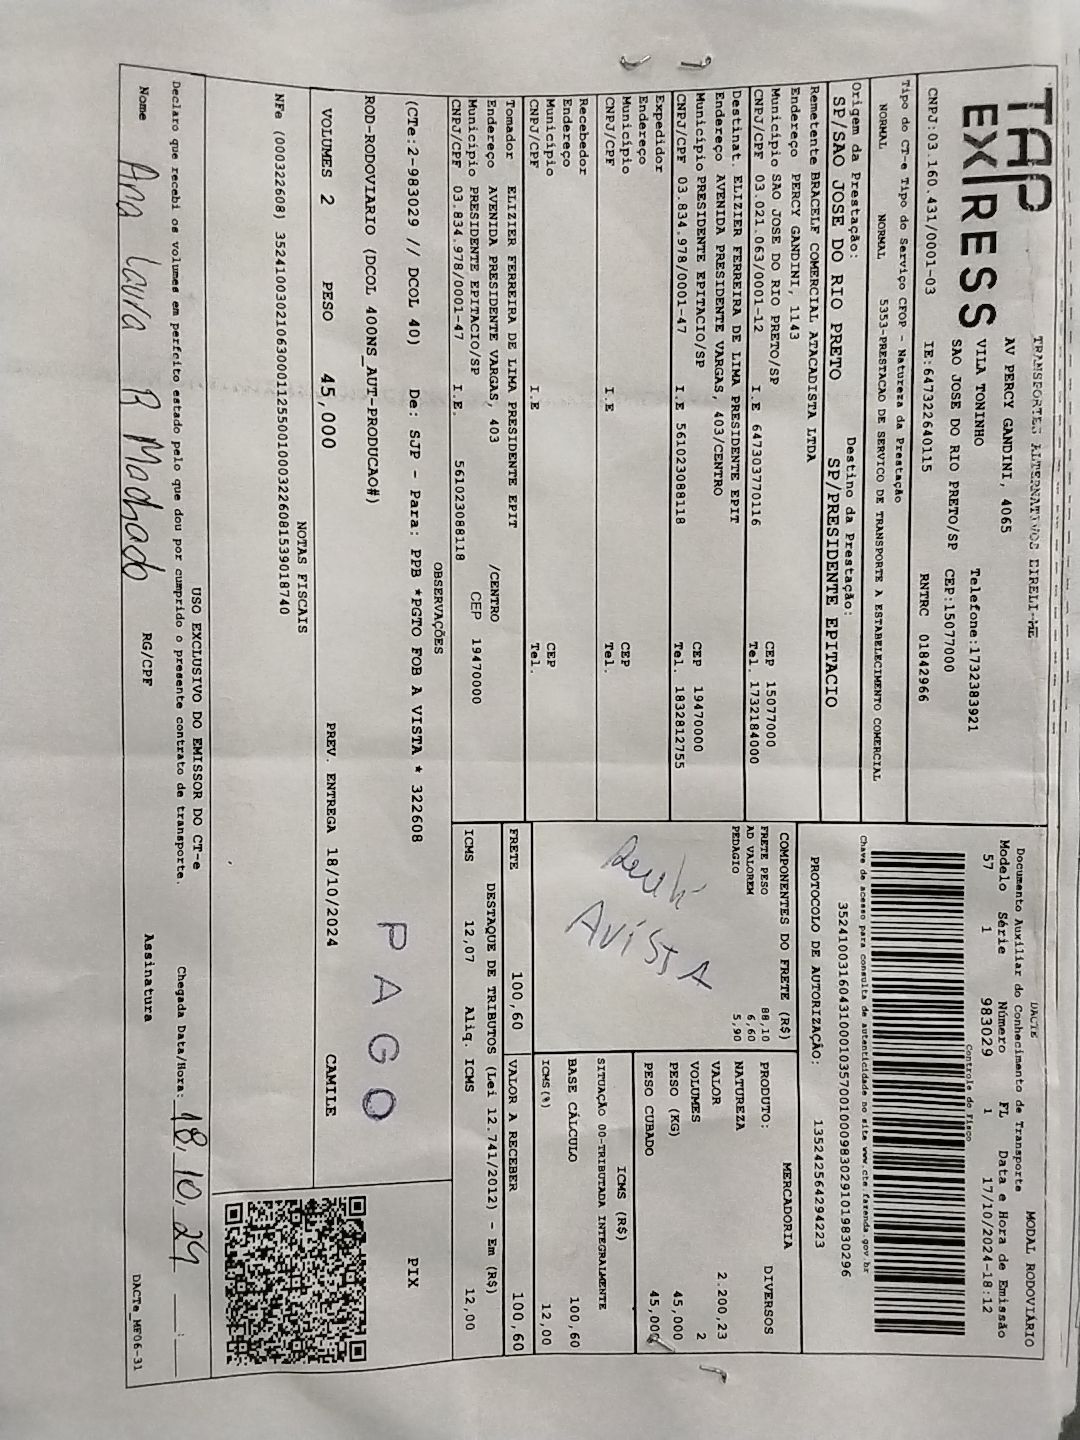 TAP
EXPRESS
TRANSPORTES ALTERNATIVOS EIRELI-ME
AV PERCY GANDINI, 4065
VILA TONINHO Telefone:1732383921
SAO JOSE DO RIO PRETO/SP CEP:15077000
CNPJ:03.160.431/0001-03 IE:647322640115 RNTRC 01842966
Tipo do CT-e Tipo do Serviço CFOP - Natureza da Prestação
NORMAL NORMAL 5353-PRESTACAO DE SERVICO DE TRANSPORTE A ESTABELECIMENTO COMERCIAL
Origem da Prestação: Destino da Prestação:
SP/SAO JOSE DO RIO PRETO SP/PRESIDENTE EPITACIO
Remetente BRACELF COMERCIAL ATACADISTA LTDA
Endereço PERCY GANDINI, 1143
Município SAO JOSE DO RIO PRETO/SP CEP 15077000
CNPJ/CPF 03.021.063/0001-12 I.E 647303770116 Tel. 1732184000
Destinat. ELIZIER FERREIRA DE LIMA PRESIDENTE EPIT
Endereço AVENIDA PRESIDENTE VARGAS, 403/CENTRO
Município PRESIDENTE EPITACIO/SP CEP 19470000
CNPJ/CPF 03.834.978/0001-47 I.E 561023088118 Tel. 1832812755
Expedidor
Endereço
Município CEP
CNPJ/CPF I.E Tel.
Recebedor
Endereço
Município CEP
CNPJ/CPF I.E Tel.
Tomador ELIZIER FERREIRA DE LIMA PRESIDENTE EPIT
Endereço AVENIDA PRESIDENTE VARGAS, 403 /CENTRO
Município PRESIDENTE EPITACIO/SP CEP 19470000
CNPJ/CPF 03.834.978/0001-47 I.E. 561023088118
DACTE MODAL RODOVIÁRIO
Documento Auxiliar do Conhecimento de Transporte
Modelo Série Número FL Data e Hora de Emissão
57 1 983029 1 17/10/2024-18:12
Controle do Fisco
Chave de acesso para consulta de autenticidade no site www.cte.fazenda.gov.br
35241003160431000103570010009830291019830296
PROTOCOLO DE AUTORIZAÇÃO: 135242564294223
COMPONENTES DO FRETE (R$)
FRETE PESO 88,10
AD VALOREM 6,60
PEDAGIO 5,90
AVISTA
MERCADORIA
PRODUTO: DIVERSOS
NATUREZA
VALOR 2.200,23
VOLUMES 2
PESO (KG) 45,000
PESO CUBADO 45,000
ICMS (R$)
SITUAÇÃO 00-TRIBUTADA INTEGRALMENTE
BASE CÁLCULO 100,60
ICMS(%) 12,00
FRETE 100,60 VALOR A RECEBER 100,60
DESTAQUE DE TRIBUTOS (Lei 12.741/2012) - Em (R$)
ICMS 12,07 Aliq. ICMS 12,00
OBSERVAÇÕES
(CTe:2-983029 // DCOL 40) De: SJP - Para: PPB *PGTO FOB A VISTA * 322608
ROD-RODOVIARIO (DCOL 400NS_AUT-PRODUCAO#)
PAGO
PIX
VOLUMES 2 PESO 45,000 PREV. ENTREGA 18/10/2024 CAMILE
NOTAS FISCAIS
NFe (000322608) 35241003021063000112550010003226081539018740
USO EXCLUSIVO DO EMISSOR DO CT-e
Declaro que recebi os volumes em perfeito estado pelo que dou por cumprido o presente contrato de transporte. Chegada Data/Hora: 18/10/24 __:__
Nome Ana Laura R Machado RG/CPF Assinatura
DACTe_MF06-31